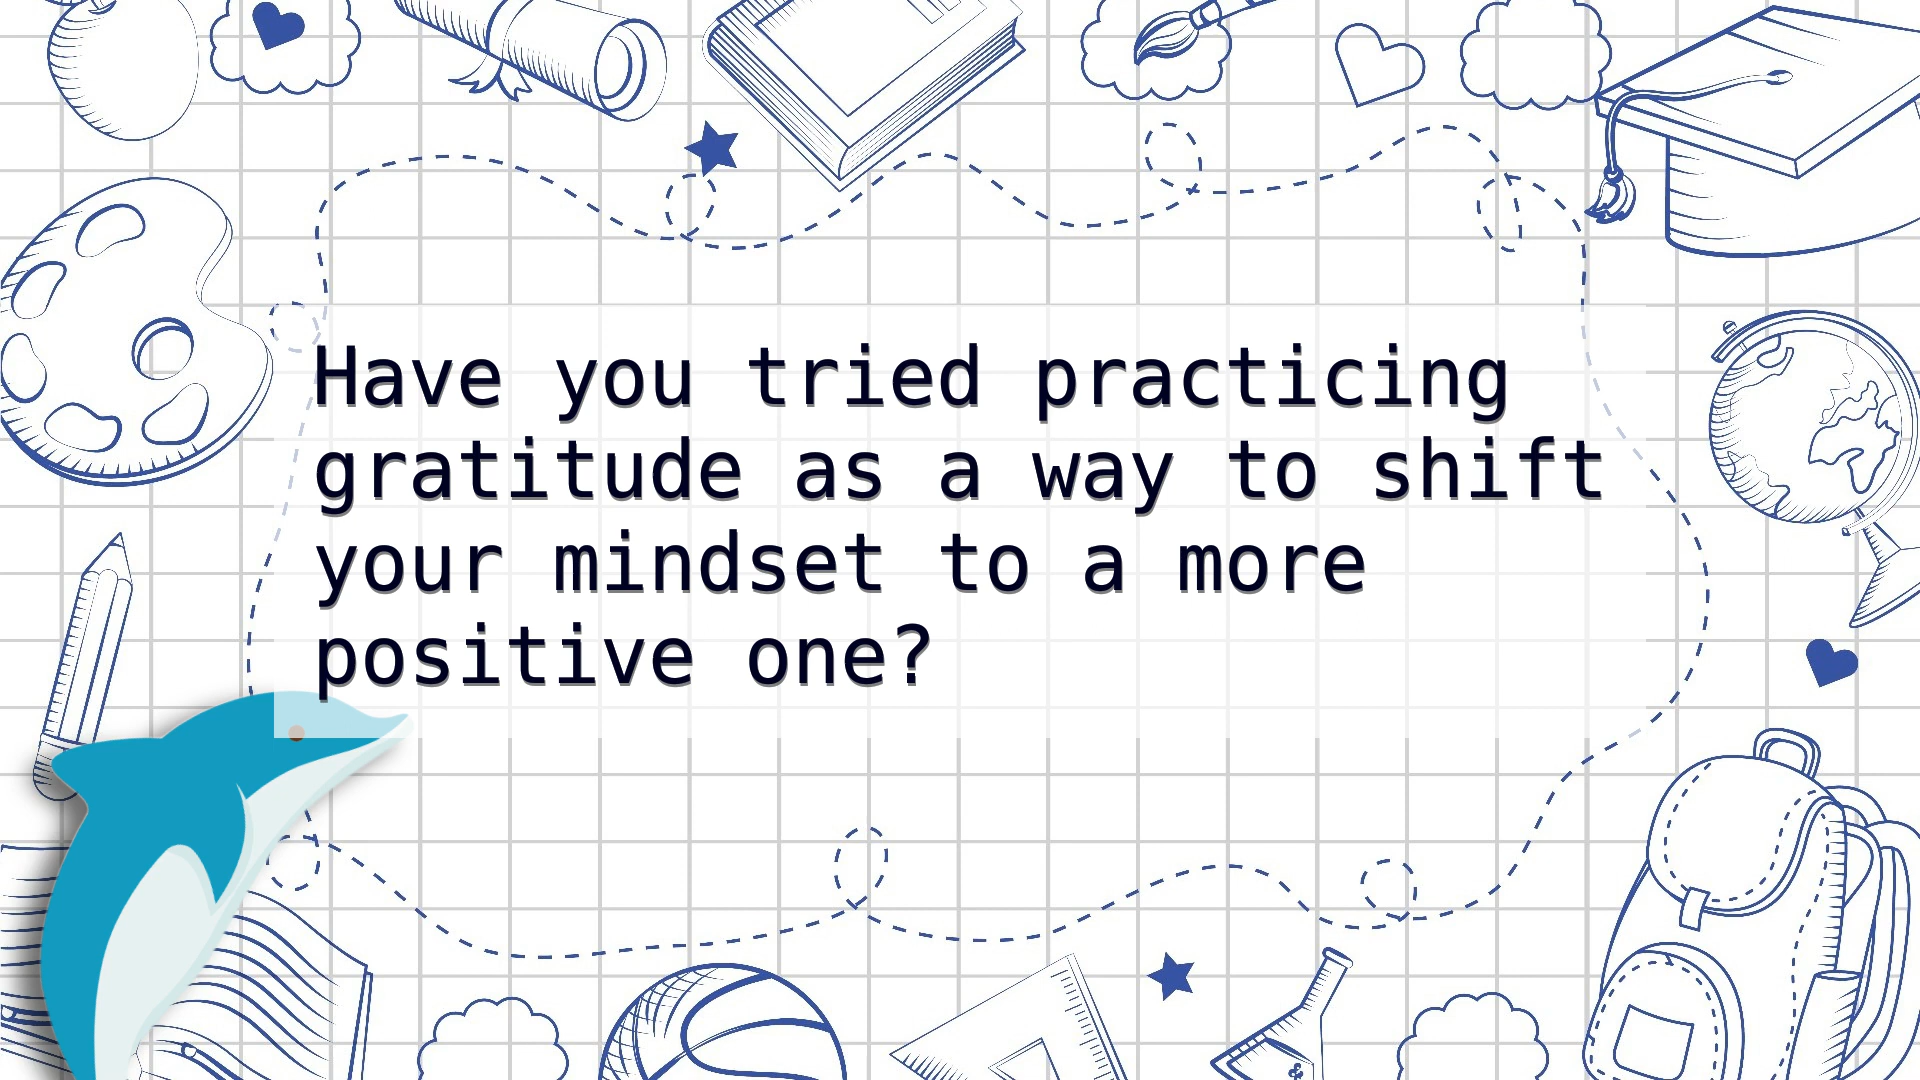 Have you tried practicing
gratitude as a way to shift
your mindset to a more
positive one?